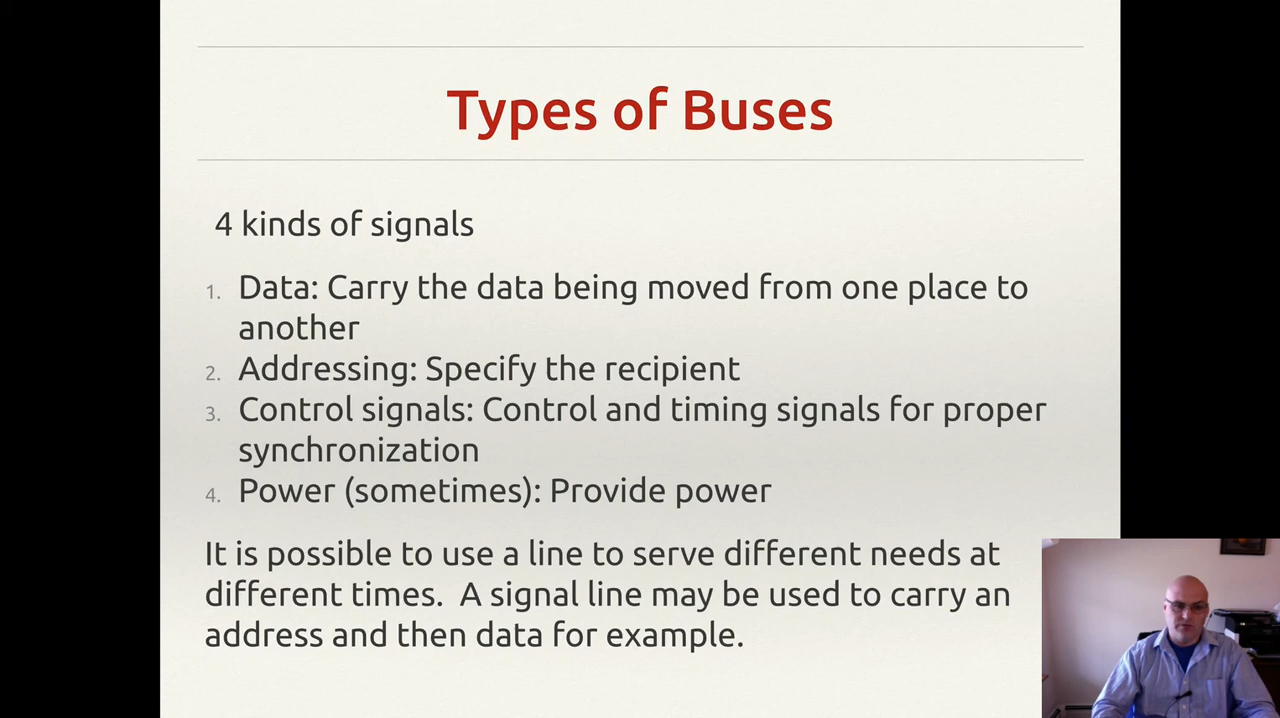 Types of Buses
4 kinds of signals
1. Data: Carry the data being moved from one place to
another
2. Addressing: Specify the recipient
3. Control signals: Control and timing signals for proper
synchronization
4. Power (sometimes): Provide power
It is possible to use a line to serve different needs at
different times.  A signal line may be used to carry an
address and then data for example.